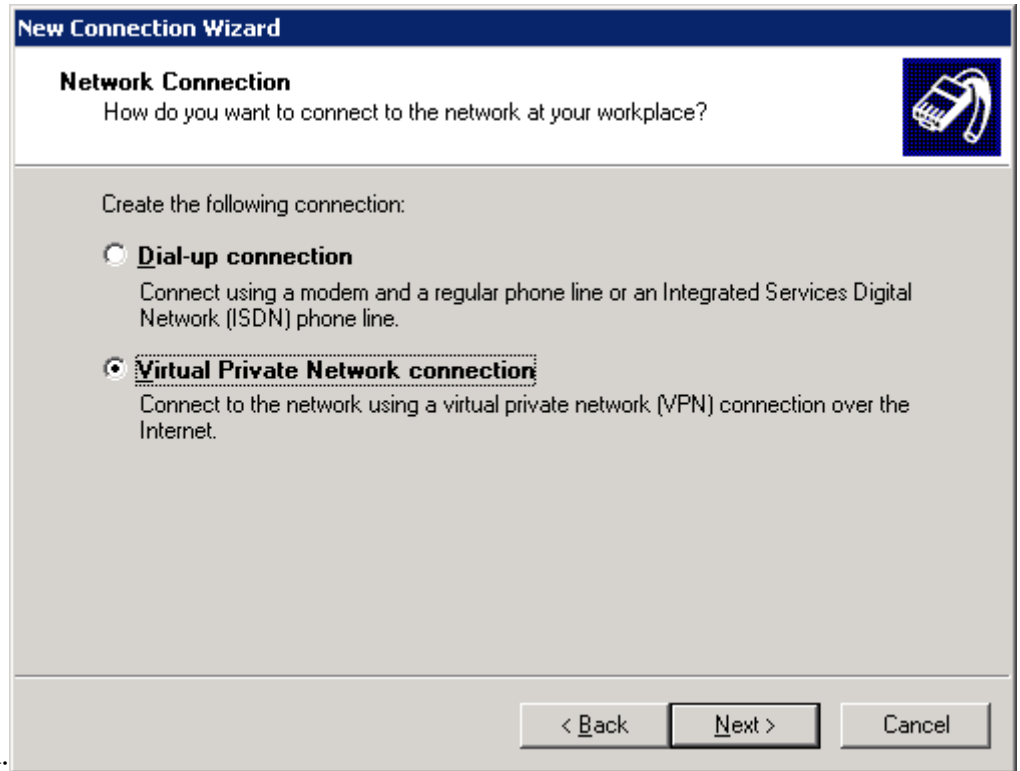 New Connection Wizard
Network Connection
How do you want to connect to the network at your workplace?
Create the following connection:
Dial-up connection
Connect using a modem and a regular phone line or an Integrated Services Digital
Network (ISDN) phone line.
Virtual Private Network connection
Connect to the network using a virtual private network (VPN) connection over the
Internet.
< Back Next > Cancel